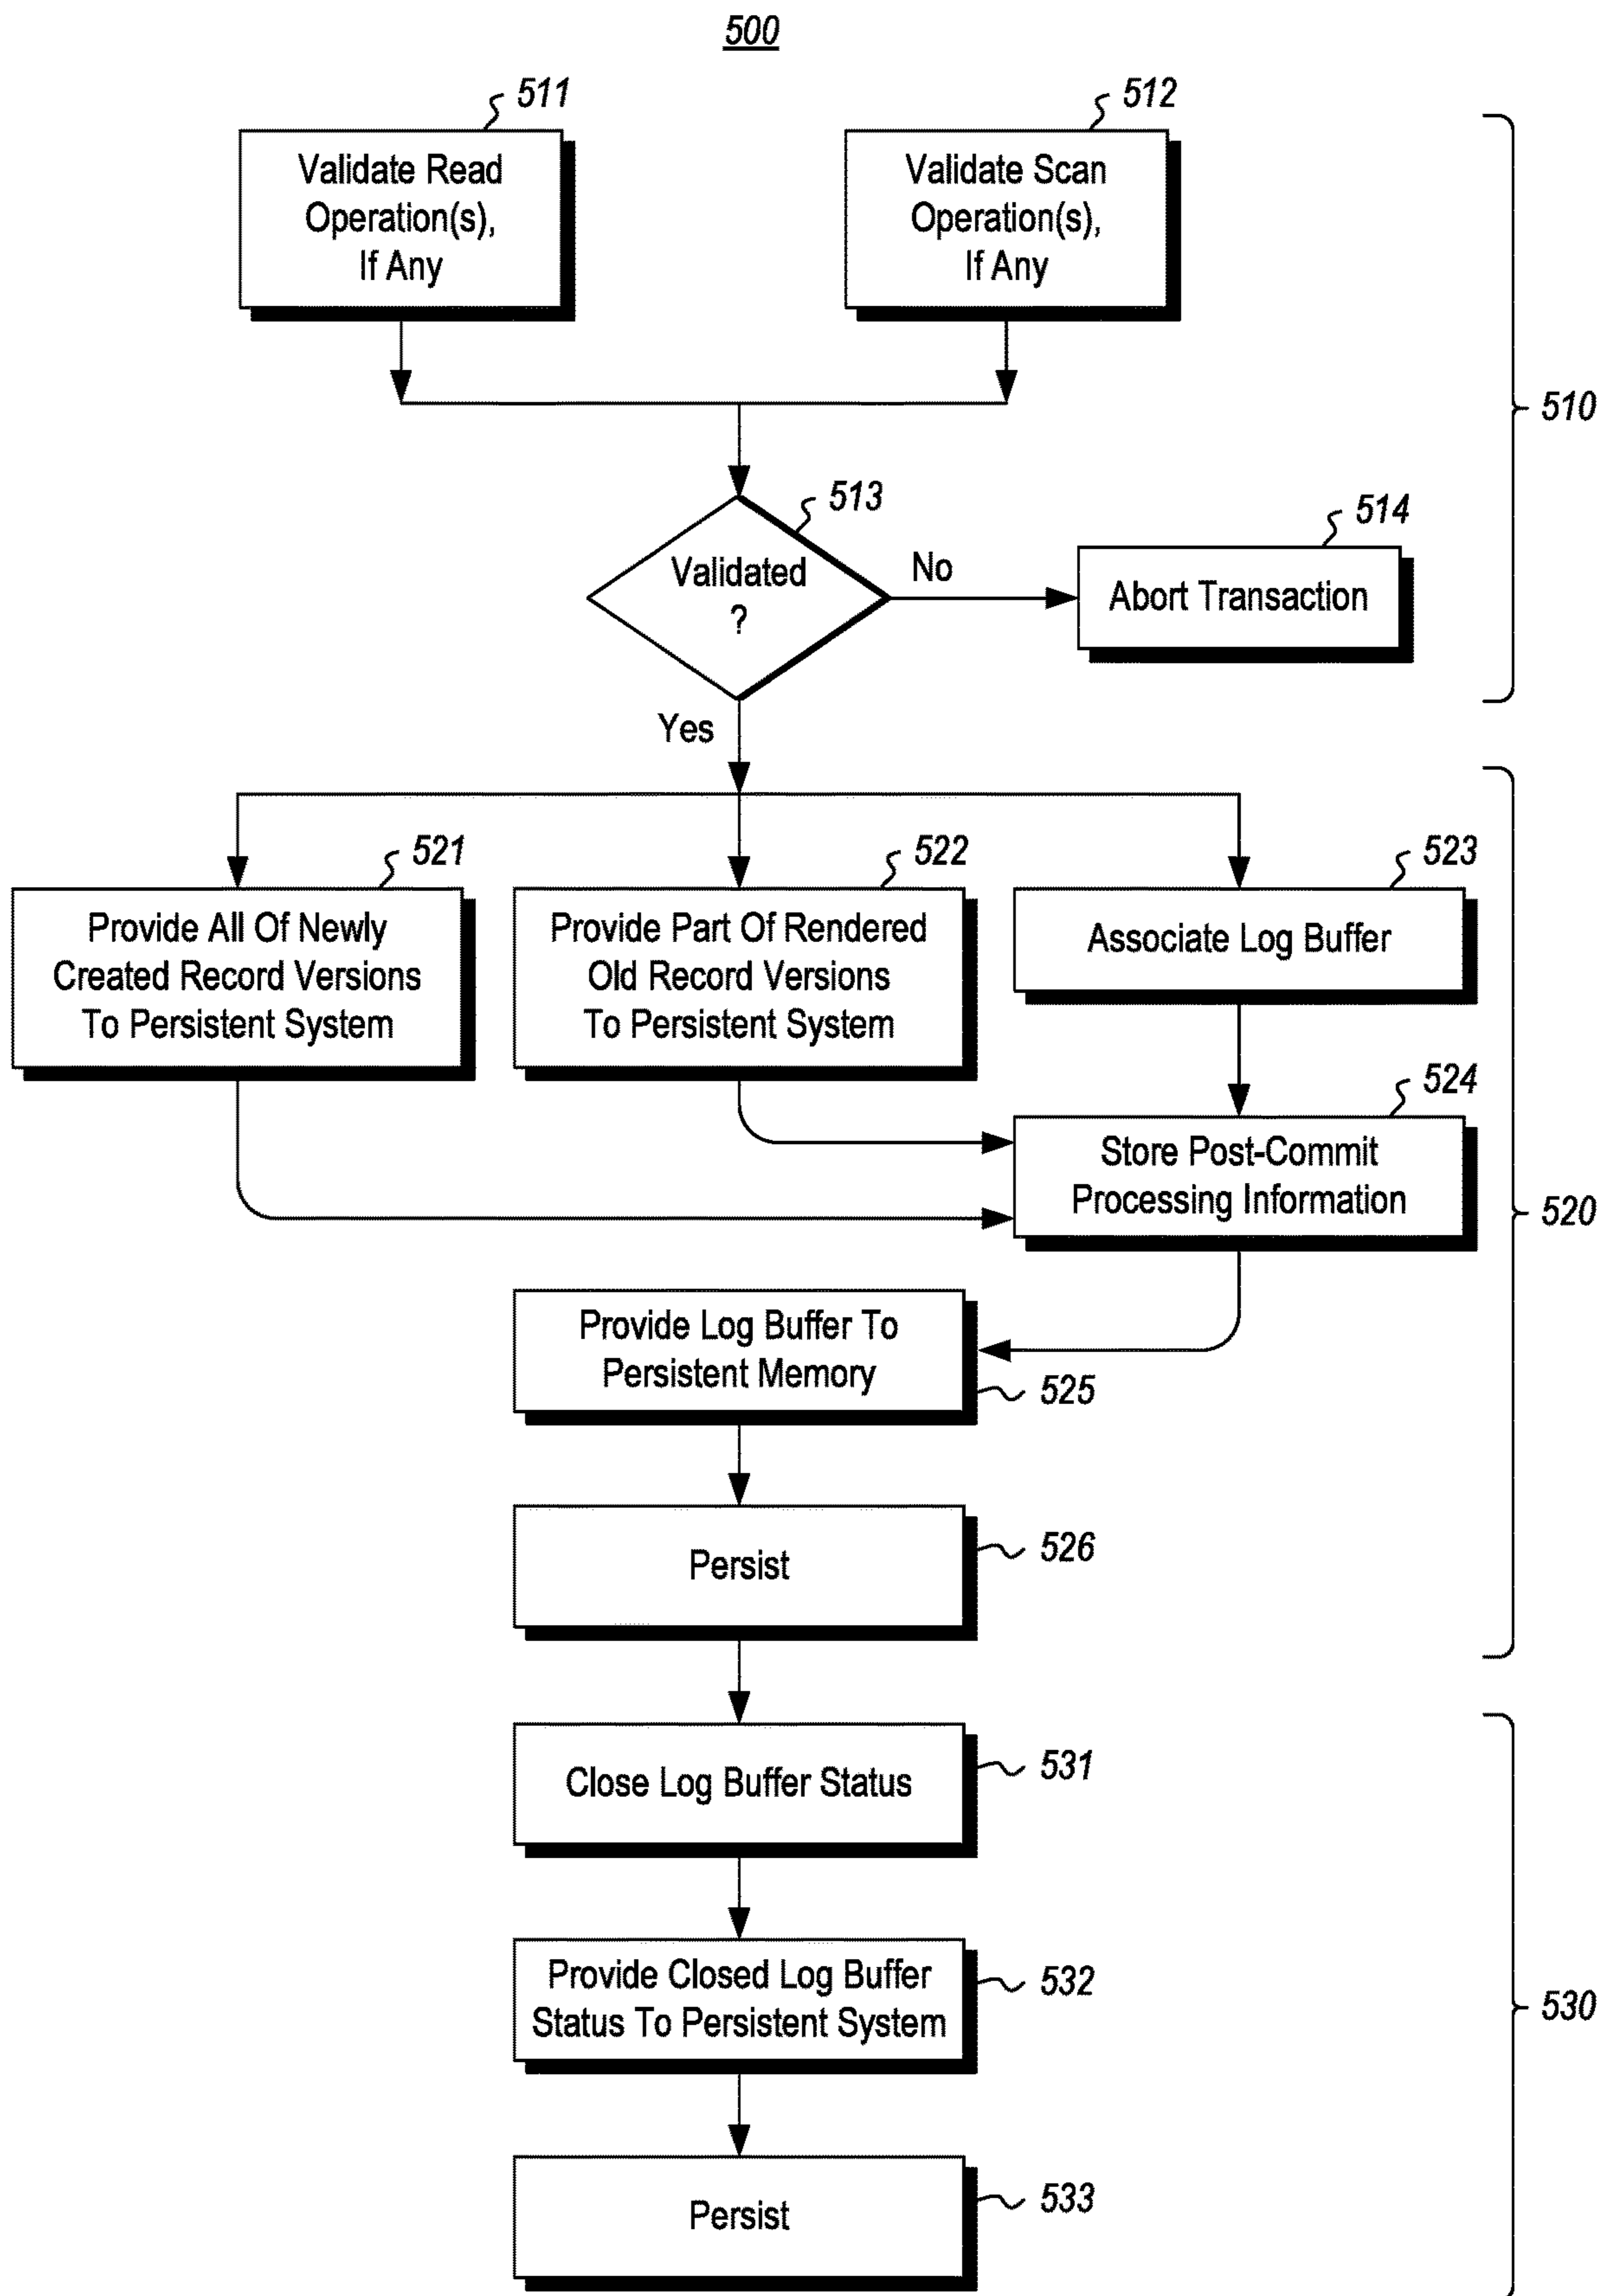 500
511
512
Validate Read
Operation(s),
If Any
Validate Scan
Operation(s),
If Any
510
513
Validated
?
No
514
Abort Transaction
Yes
521
522
523
Provide All Of Newly
Created Record Versions
To Persistent System
Provide Part Of Rendered
Old Record Versions
To Persistent System
Associate Log Buffer
524
Store Post-Commit
Processing Information
520
Provide Log Buffer To
Persistent Memory
525
Persist
526
Close Log Buffer Status
531
Provide Closed Log Buffer
Status To Persistent System
532
530
Persist
533